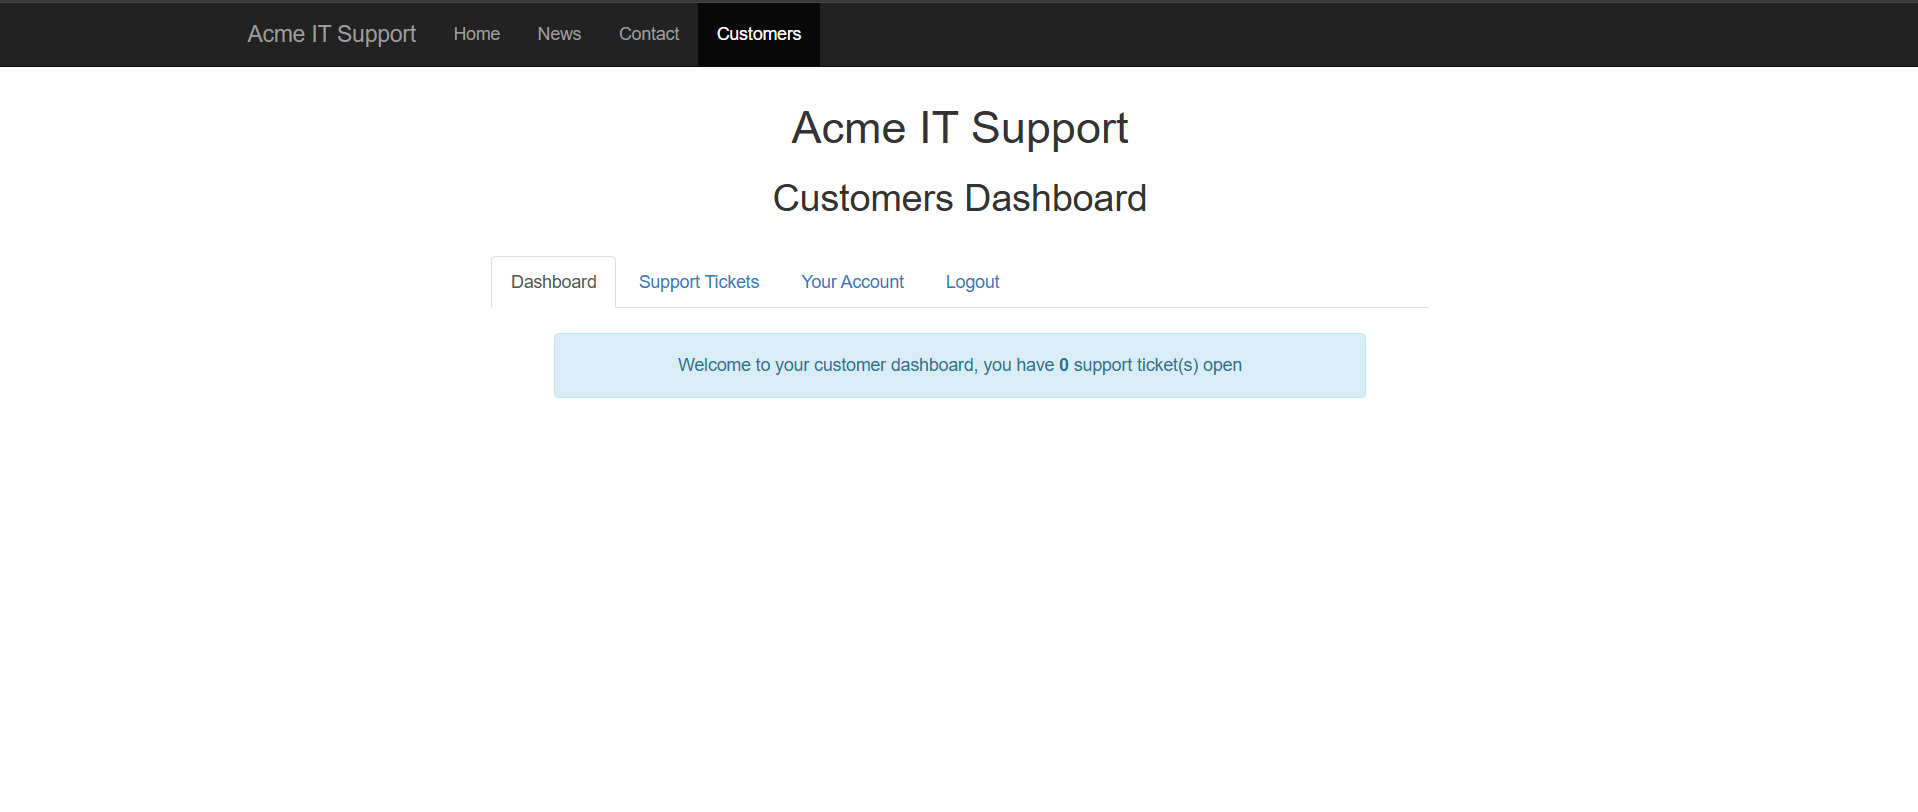 Acme IT Support Home News Contact Customers
Acme IT Support
Customers Dashboard
Dashboard Support Tickets Your Account Logout
Welcome to your customer dashboard, you have 0 support ticket(s) open